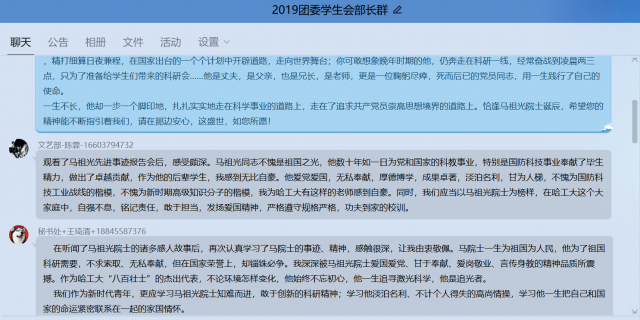 2019团委学生会部长群
聊天 公告 相册 文件 活动 设置
，精打细算日夜兼程，在国家出台的一个个计划中开辟道路，走向世界舞台；你可敢想象晚年时期的他，仍奔走在科研一线，经常奋战到凌晨两三
点，只为了准备给学生们带来的科研会......他是丈夫，是父亲，也是兄长，是老师，更是一位鞠躬尽瘁，死而后已的党员同志，用一生践行了自己的
使命。
一生不长，他却一步一个脚印地，扎扎实实地走在科学事业的道路上，走在了追求共产党员崇高思想境界的道路上。恰逢马祖光院士诞辰，希望您的
精神能不断指引着我们，请在挪边安心，这盛世，如您所愿！
文艺部-陈霏-16603794732
观看了马祖光先进事迹报告会后，感受颇深。马祖光同志不愧是祖国之光，他数十年如一日为党和国家的科教事业，特别是国防科技事业奉献了毕生
精力，做出了卓越贡献，作为他的后辈学生，我感到无比自豪。他爱党爱国，无私奉献，厚德博学，成果卓著，淡泊名利，甘为人梯，不愧为国防科
技工业战线的楷模，不愧为新时期高级知识分子的楷模，我为哈工大有这样的老师感到自豪。同时，我们应当以马祖光院士为榜样，在哈工大这个大
家庭中，自强不息，铭记责任，敢于担当，发扬爱国精神，严格遵守规格严格，功夫到家的校训。
秘书处+王琦清+18845587376
在听闻了马祖光院士的诸多感人故事后，再次认真学习了马院士的事迹、精神，感触很深，让我由衷敬佩。马院士一生为祖国为人民，他为了祖国
科研需要，不求索取、无私奉献，但在国家荣誉上，却锱铢必争。我深深被马祖光院士爱国爱党、甘于奉献、爱岗敬业、言传身教的精神品质所震
撼。作为哈工大“八百壮士”的杰出代表，不论环境怎样变化，他始终不忘初心，他一生追寻激光科学，他是追光者。
我们作为新时代青年，更应学习马祖光院士知难而进，敢于创新的科研精神；学习他淡泊名利、不计个人得失的高尚情操，学习他一生把自己和国
家的命运紧密联系在一起的家国情怀。